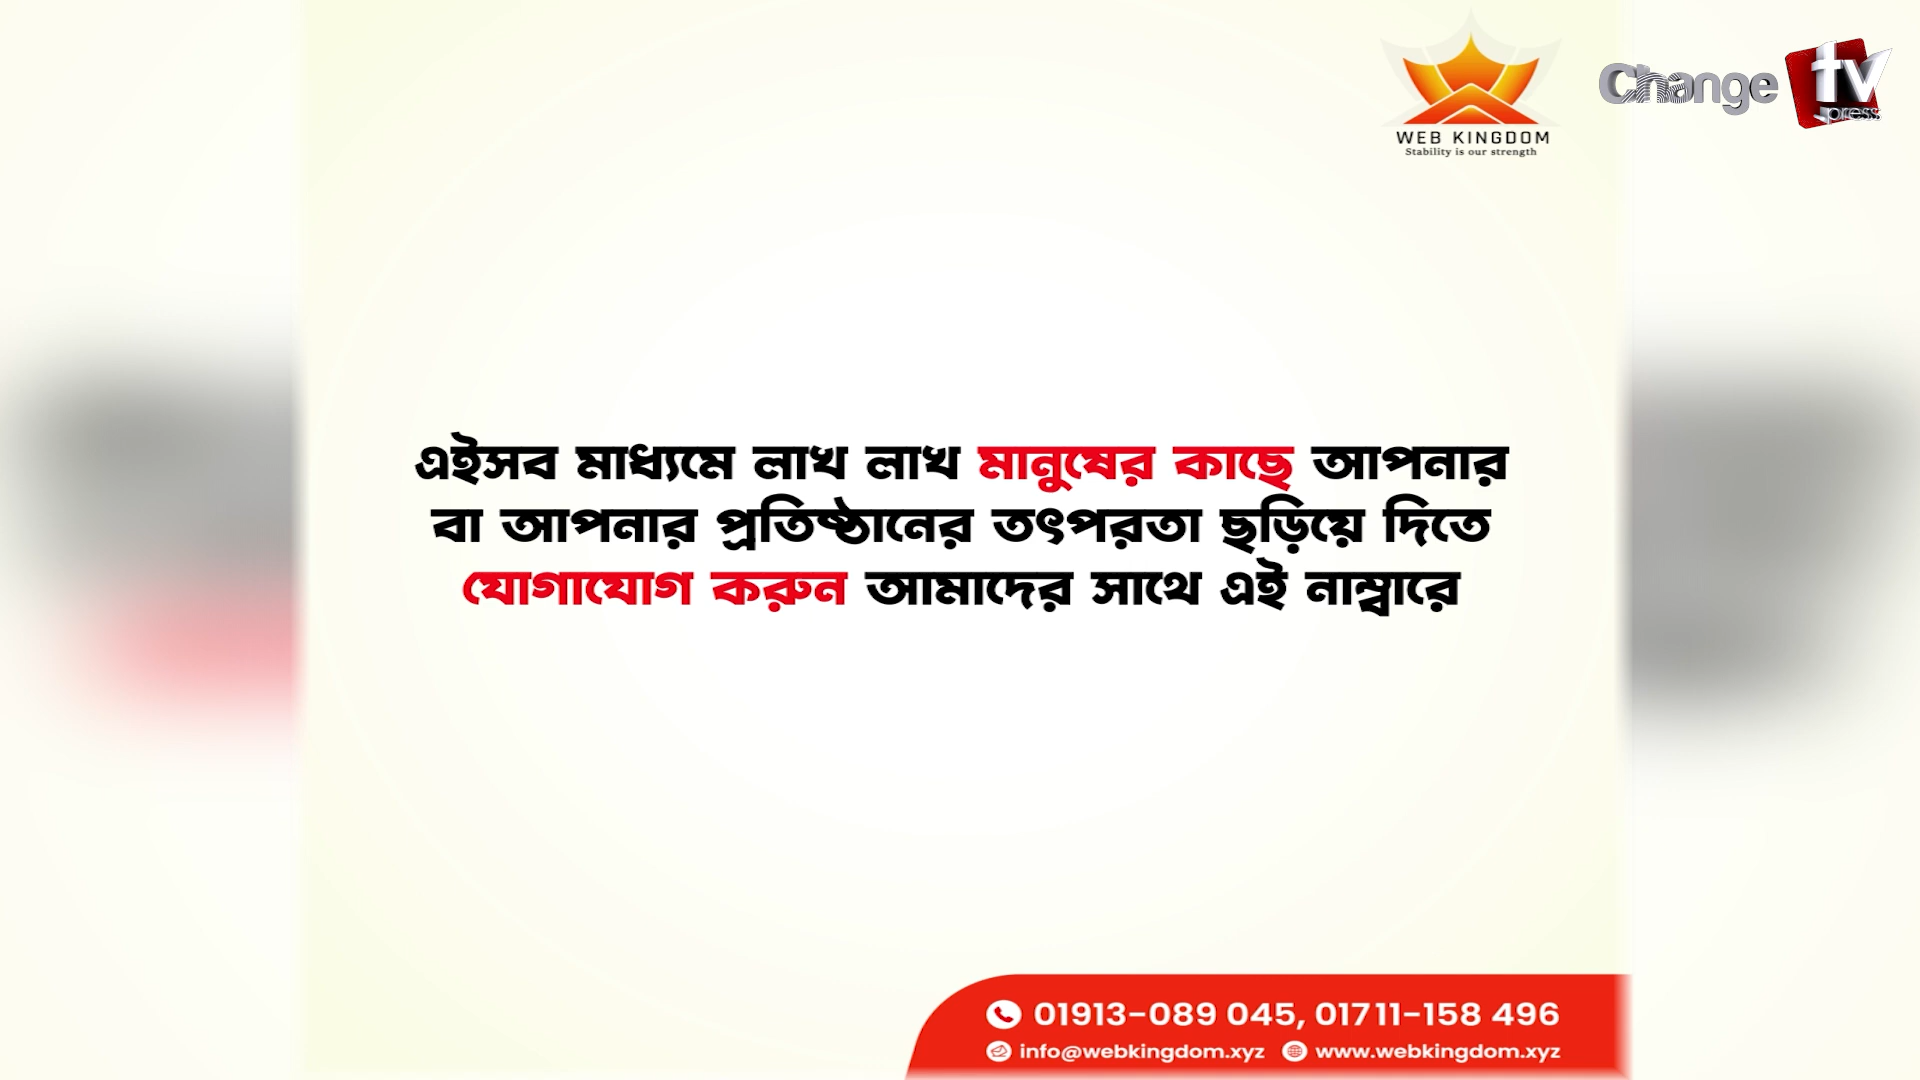 WEB KINGDOM
Stability is our strength
Change tv
.press
এইসব মাধ্যমে লাখ লাখ মানুষের কাছে আপনার
বা আপনার প্রতিষ্ঠানের তৎপরতা ছড়িয়ে দিতে
যোগাযোগ করুন আমাদের সাথে এই নাম্বারে
01913-089 045, 01711-158 496
info@webkingdom.xyz www.webkingdom.xyz